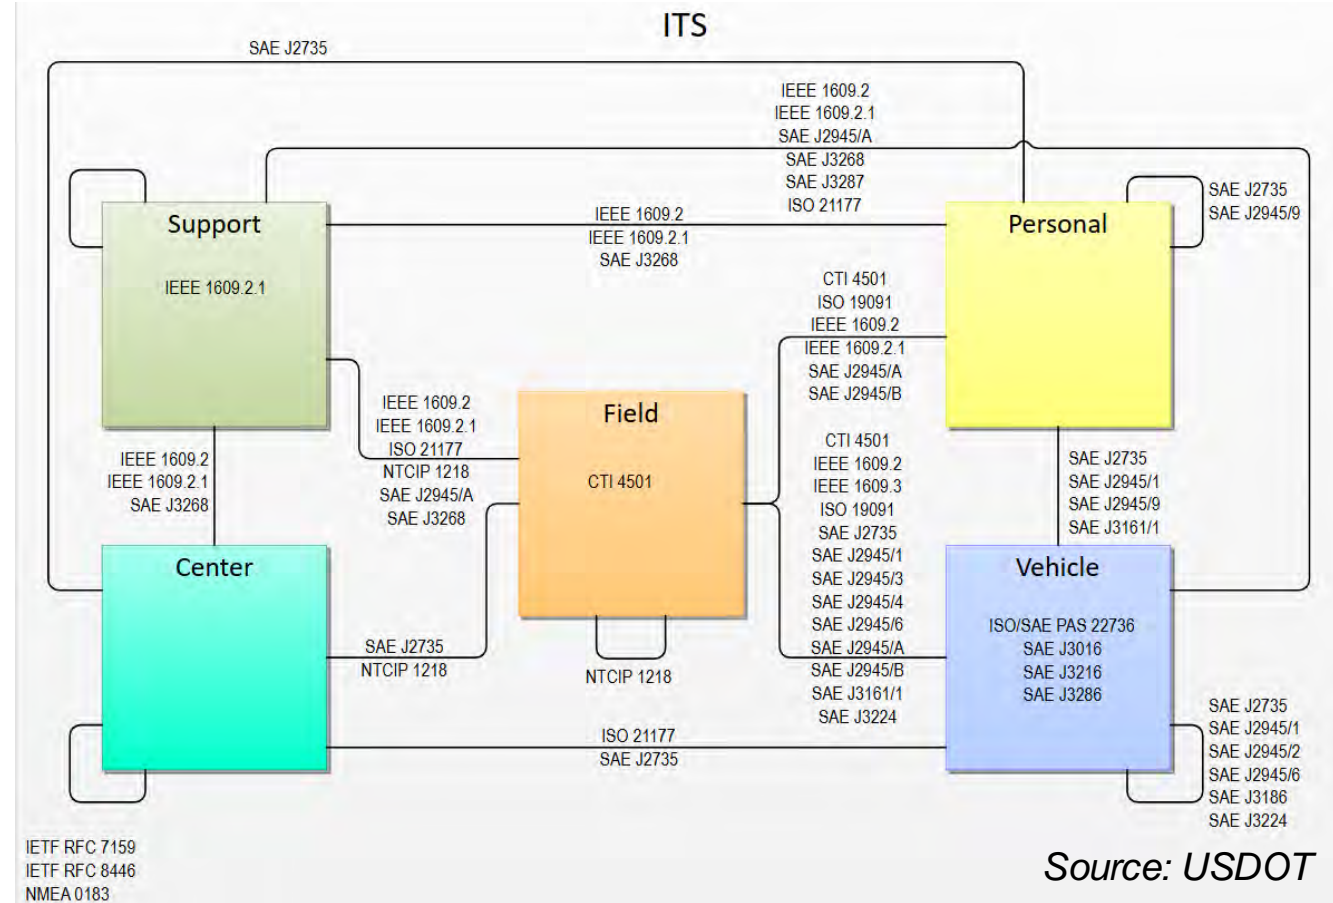 ITS
SAE J2735
IEEE 1609.2
IEEE 1609.2.1
SAE J2945/A
SAE J3268
SAE J3287
ISO 21177
Support
IEEE 1609.2.1
IEEE 1609.2
IEEE 1609.2.1
SAE J3268
Personal
SAE J2735
SAE J2945/9
CTI 4501
ISO 19091
IEEE 1609.2
IEEE 1609.2.1
SAE J2945/A
SAE J2945/B
IEEE 1609.2
IEEE 1609.2.1
ISO 21177
NTCIP 1218
SAE J2945/A
SAE J3268
Field
CTI 4501
IEEE 1609.2
IEEE 1609.2.1
SAE J3268
CTI 4501
IEEE 1609.2
IEEE 1609.3
ISO 19091
SAE J2735
SAE J2945/1
SAE J2945/3
SAE J2945/4
SAE J2945/6
SAE J2945/A
SAE J2945/B
SAE J3161/1
SAE J3224
SAE J2735
SAE J2945/1
SAE J2945/9
SAE J3161/1
Center
SAE J2735
NTCIP 1218
NTCIP 1218
Vehicle
ISO/SAE PAS 22736
SAE J3016
SAE J3216
SAE J3286
ISO 21177
SAE J2735
SAE J2735
SAE J2945/1
SAE J2945/2
SAE J2945/6
SAE J3186
SAE J3224
IETF RFC 7159
IETF RFC 8446
NMEA 0183
Source: USDOT